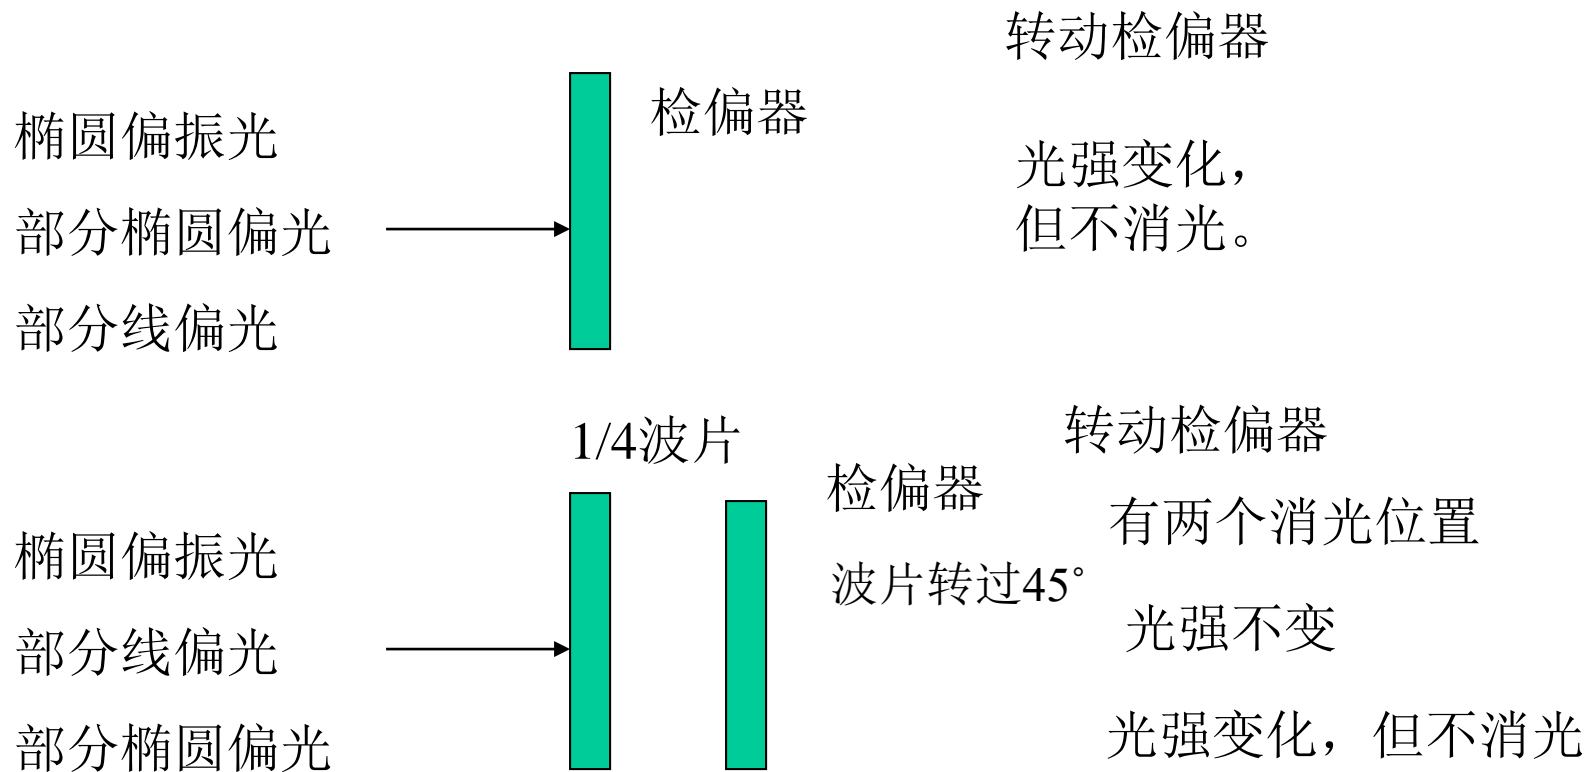 转动检偏器
检偏器
椭圆偏振光
光强变化，
部分椭圆偏光
但不消光。
部分线偏光
1/4波片
转动检偏器
检偏器
有两个消光位置
椭圆偏振光
波片转过45°
部分线偏光
光强不变
部分椭圆偏光
光强变化，但不消光